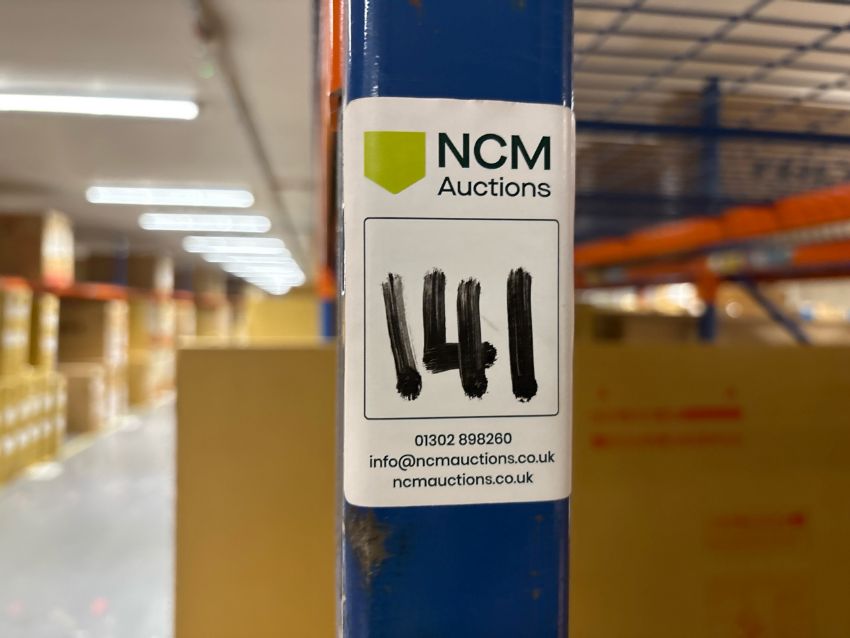 NCM
Auctions
141
01302 898260
info@ncmauctions.co.uk
ncmauctions.co.uk